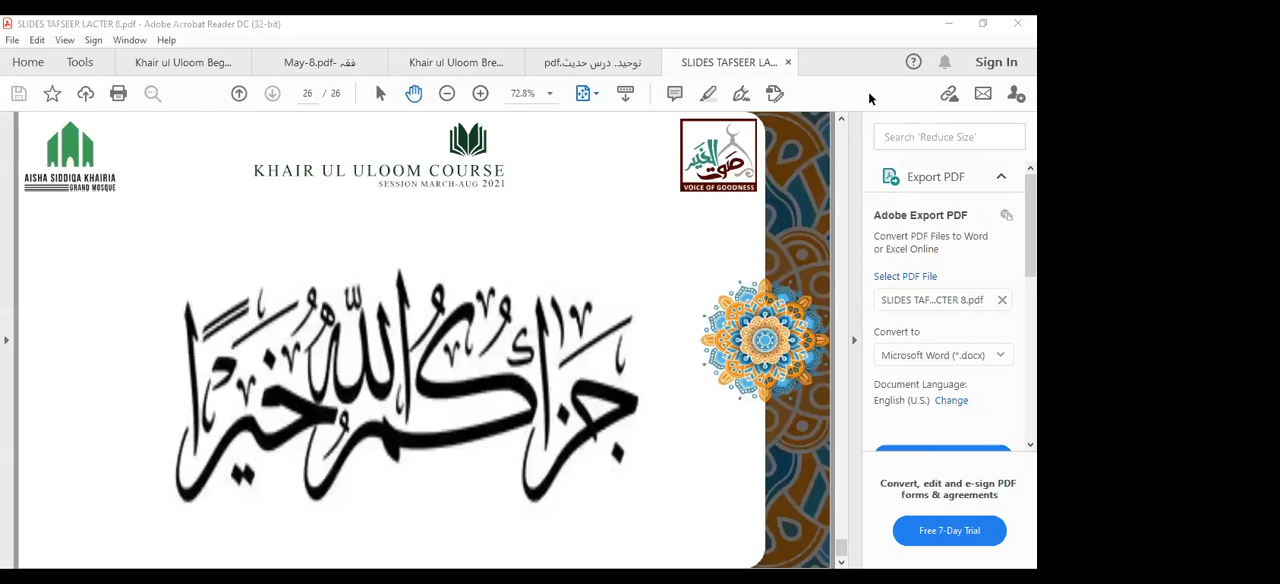 SLIDES TAFSEER LACTER 8.pdf - Adobe Acrobat Reader DC (32-bit)
File Edit View Sign Window Help
Home Tools Khair ul Uloom Beg... May-8.pdf- فقہ Khair ul Uloom Bre... توحید۔ درس حدیث.pdf SLIDES TAFSEER LA... × Sign In
26 / 26 72.8%
AISHA SIDDIQA KHAIRIA
GRAND MOSQUE
KHAIR UL ULOOM COURSE
SESSION MARCH-AUG 2021
صوت الخير
VOICE OF GOODNESS
جزاكم الله خيرًا
Search 'Reduce Size'
Export PDF
Adobe Export PDF
Convert PDF Files to Word
or Excel Online
Select PDF File
SLIDES TAF...CTER 8.pdf ×
Convert to
Microsoft Word (*.docx)
Document Language:
English (U.S.) Change
Convert, edit and e-sign PDF
forms & agreements
Free 7-Day Trial